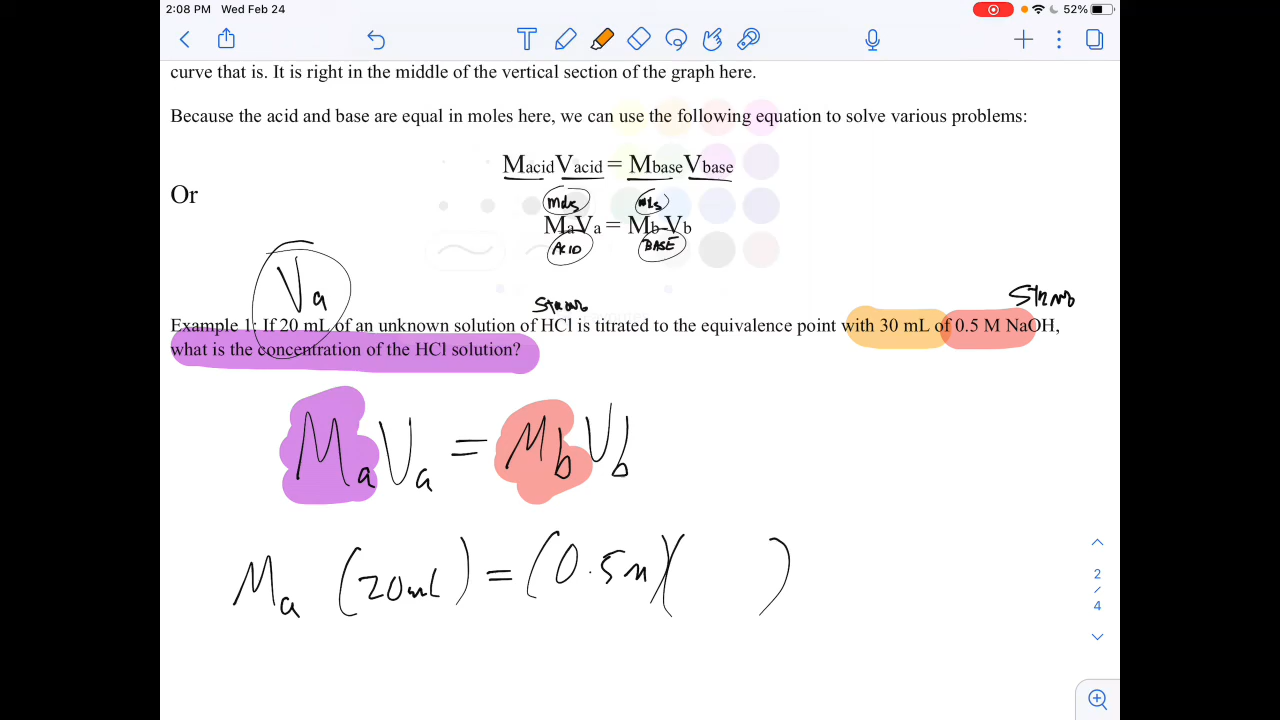 2:08 PM Wed Feb 24 52%
T
curve that is. It is right in the middle of the vertical section of the graph here.
Because the acid and base are equal in moles here, we can use the following equation to solve various problems:
MacidVacid = MbaseVbase
Or
mols
MaVa = MbVb
ACID BASE
Va
Strong Strong
Example 1: If 20 mL of an unknown solution of HCl is titrated to the equivalence point with 30 mL of 0.5 M NaOH,
what is the concentration of the HCl solution?
MaVa = MbVb
Ma (20mL) = (0.5M)( )
2
/
4